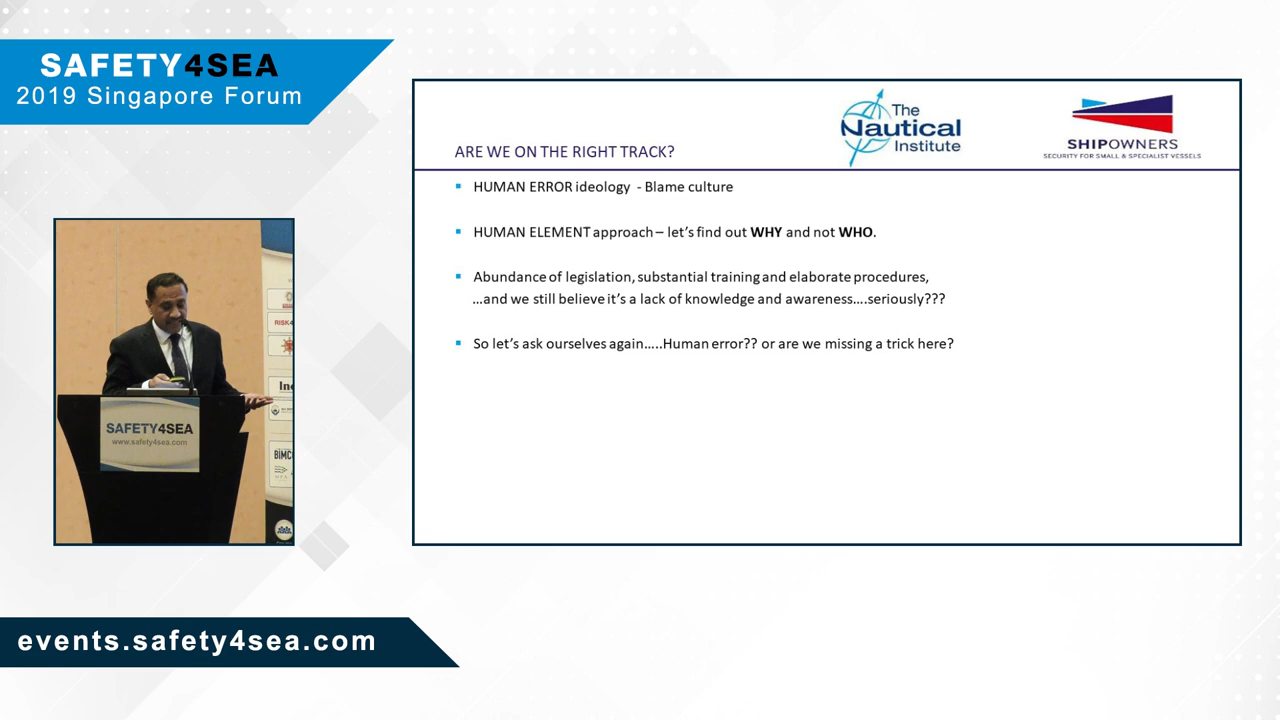 SAFETY4SEA
2019 Singapore Forum
The
Nautical
Institute
SHIPOWNERS
SECURITY FOR SMALL & SPECIALIST VESSELS
ARE WE ON THE RIGHT TRACK?
▪ HUMAN ERROR ideology - Blame culture
▪ HUMAN ELEMENT approach – let's find out WHY and not WHO.
▪ Abundance of legislation, substantial training and elaborate procedures,
...and we still believe it's a lack of knowledge and awareness....seriously???
▪ So let's ask ourselves again.....Human error?? or are we missing a trick here?
RISK4
BIMC
SAFETY4SEA
www.safety4sea.com
events.safety4sea.com